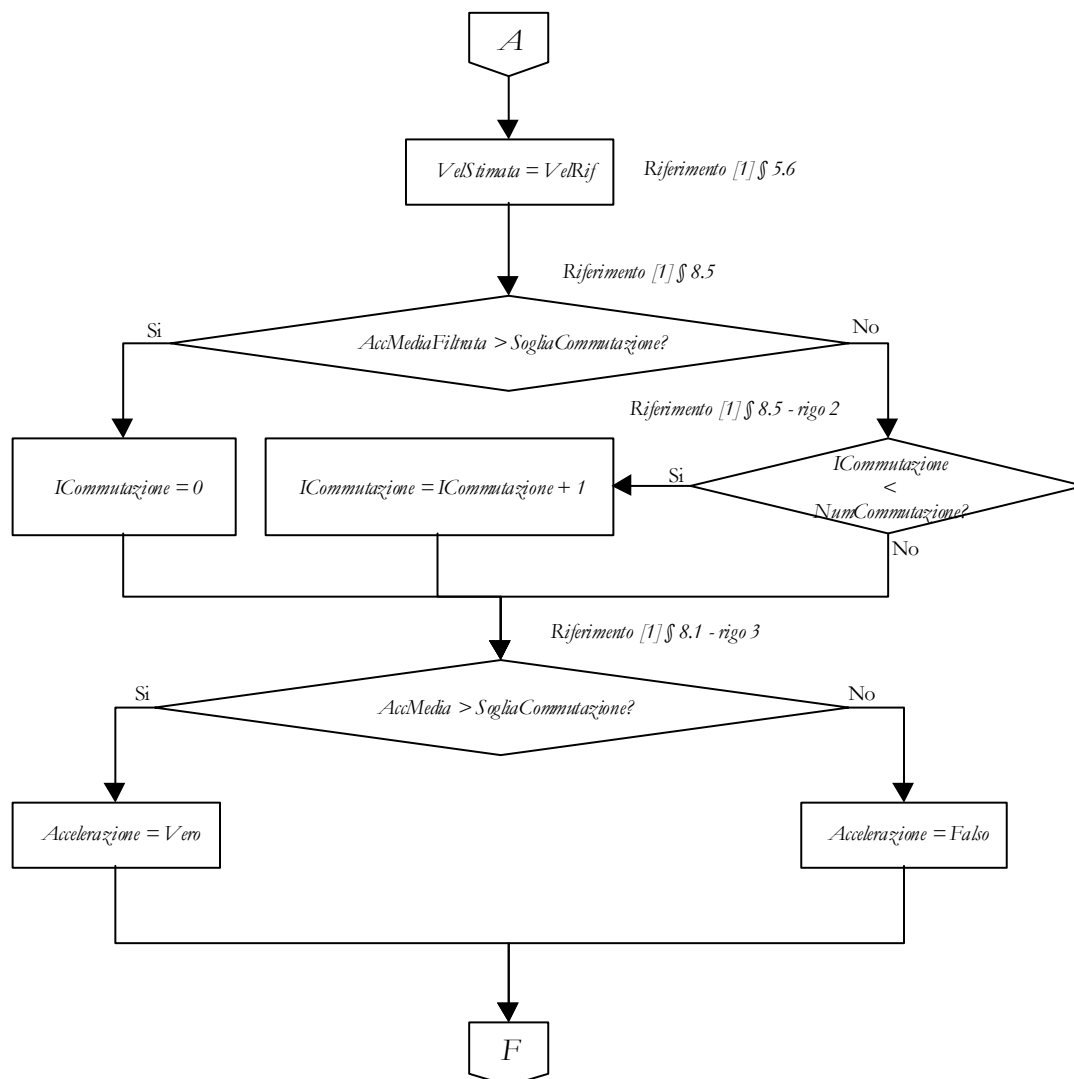 A
VelStimata = VelRif
Riferimento [1] § 5.6
Riferimento [1] § 8.5
Si
AccMediaFiltrata > SogliaCommutazione?
No
Riferimento [1] § 8.5 - rigo 2
ICommutazione = 0
ICommutazione = ICommutazione + 1
Si
ICommutazione
<
NumCommutazione?
No
Riferimento [1] § 8.1 - rigo 3
Si
AccMedia > SogliaCommutazione?
No
Accelerazione = Vero
Accelerazione = Falso
F